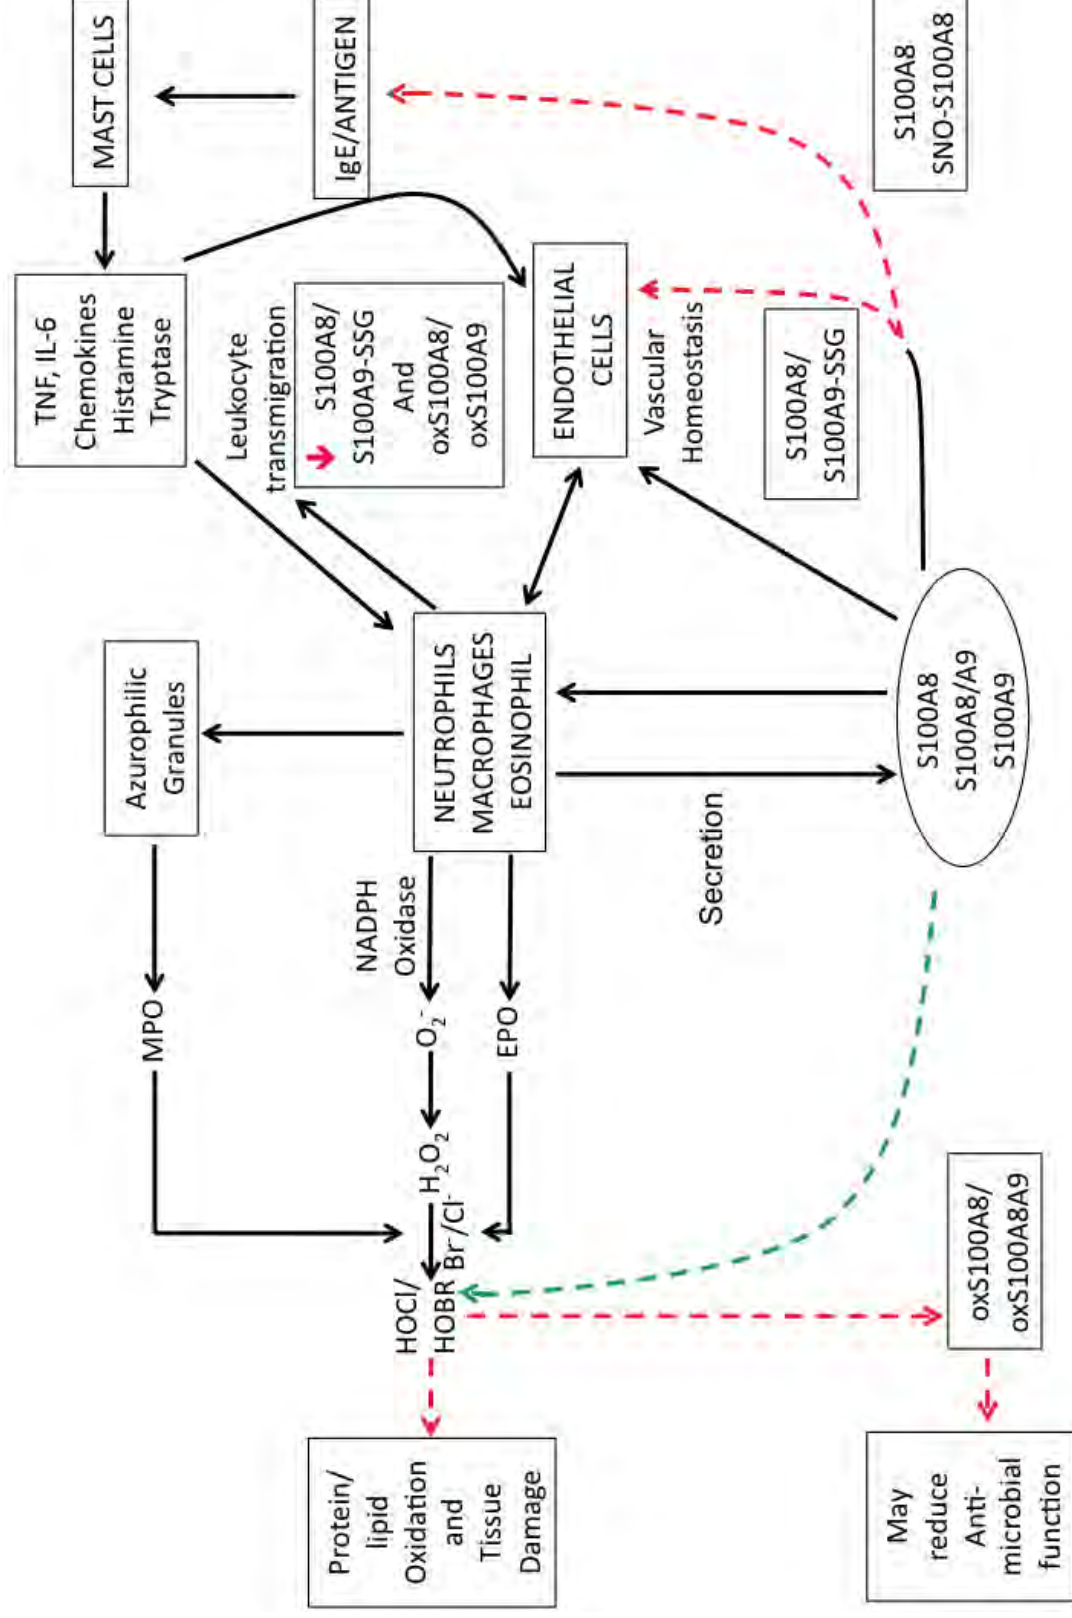 MAST CELLS
IgE/ANTIGEN
S100A8
SNO-S100A8
TNF, IL-6
Chemokines
Histamine
Tryptase
Leukocyte
transmigration
S100A8/
S100A9-SSG
And
oxS100A8/
oxS100A9
ENDOTHELIAL
CELLS
Vascular
Homeostasis
S100A8/
S100A9-SSG
Azurophilic
Granules
NEUTROPHILS
MACROPHAGES
EOSINOPHIL
S100A8
S100A8/A9
S100A9
Secretion
NADPH
Oxidase
MPO
O₂⁻
EPO
H₂O₂
Br⁻/Cl⁻
HOCl/
HOBR
oxS100A8/
oxS100A8A9
Protein/
lipid
Oxidation
and
Tissue
Damage
May
reduce
Anti-
microbial
function